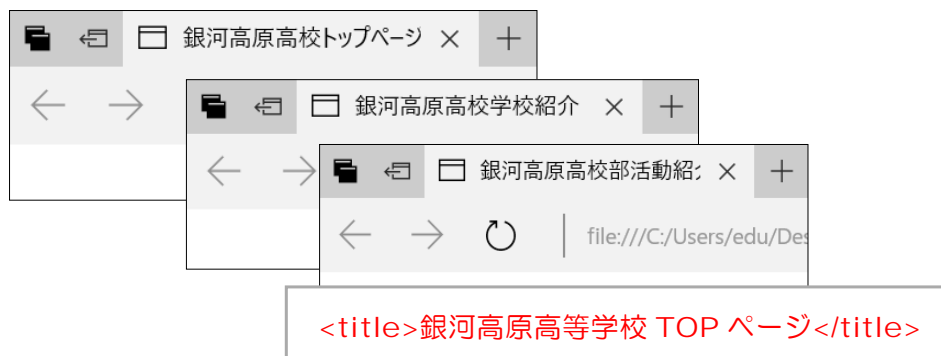 銀河高原高校トップページ
銀河高原高校学校紹介
銀河高原高校部活動紹
file:///C:/Users/edu/Des
<title>銀河高原高等学校 TOP ページ</title>